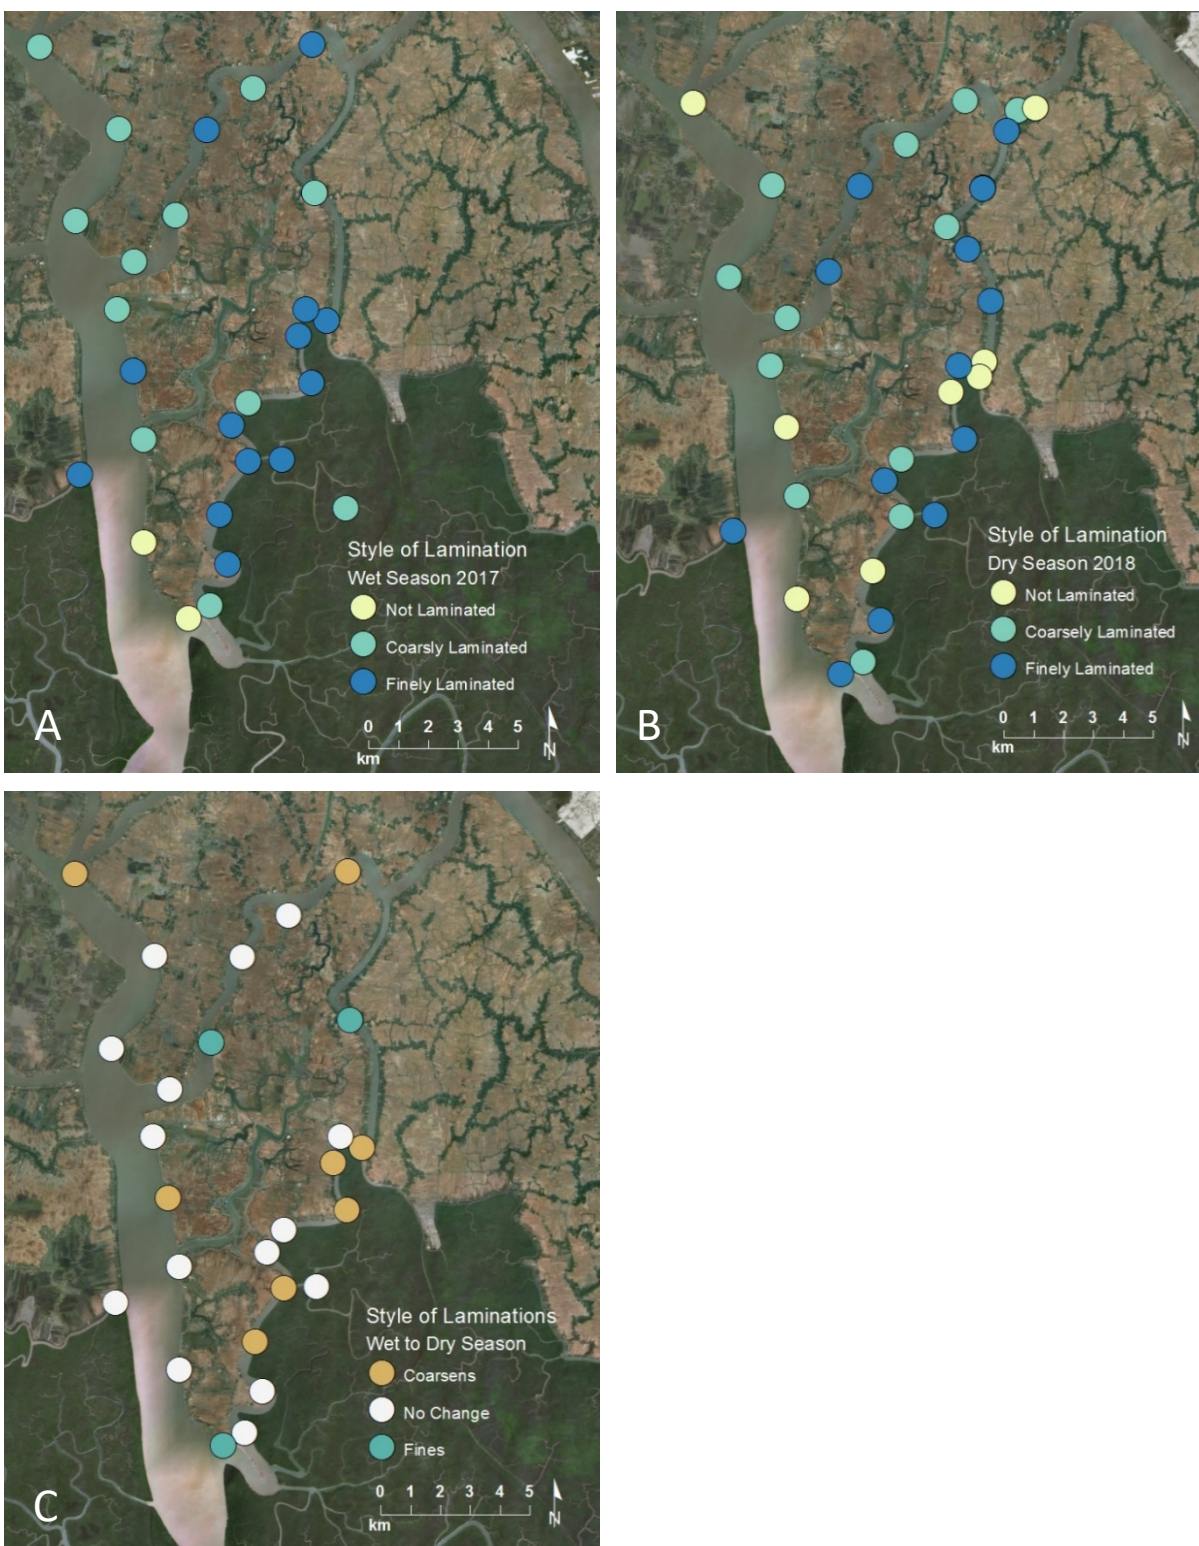 Style of Lamination
Wet Season 2017
Not Laminated
Coarsly Laminated
Finely Laminated
0 1 2 3 4 5
km
N
A
Style of Lamination
Dry Season 2018
Not Laminated
Coarsely Laminated
Finely Laminated
0 1 2 3 4 5
km
N
B
Style of Laminations
Wet to Dry Season
Coarsens
No Change
Fines
0 1 2 3 4 5
km
N
C